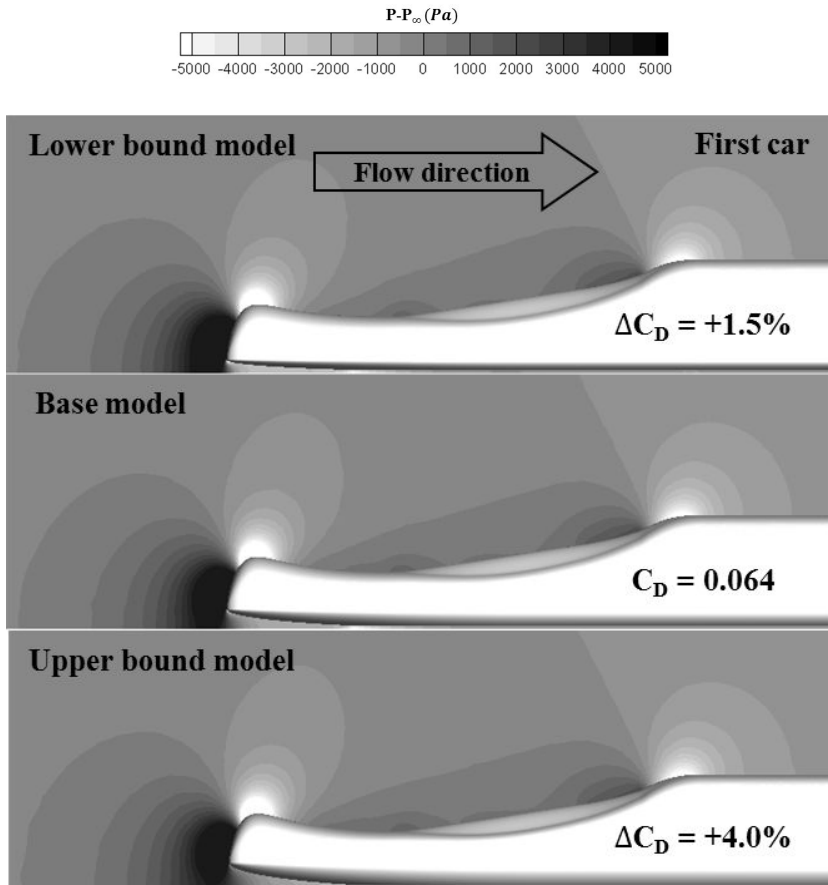 P-P∞ (Pa)
-5000 -4000 -3000 -2000 -1000 0 1000 2000 3000 4000 5000
Lower bound model
Flow direction
First car
ΔC_D = +1.5%
Base model
C_D = 0.064
Upper bound model
ΔC_D = +4.0%